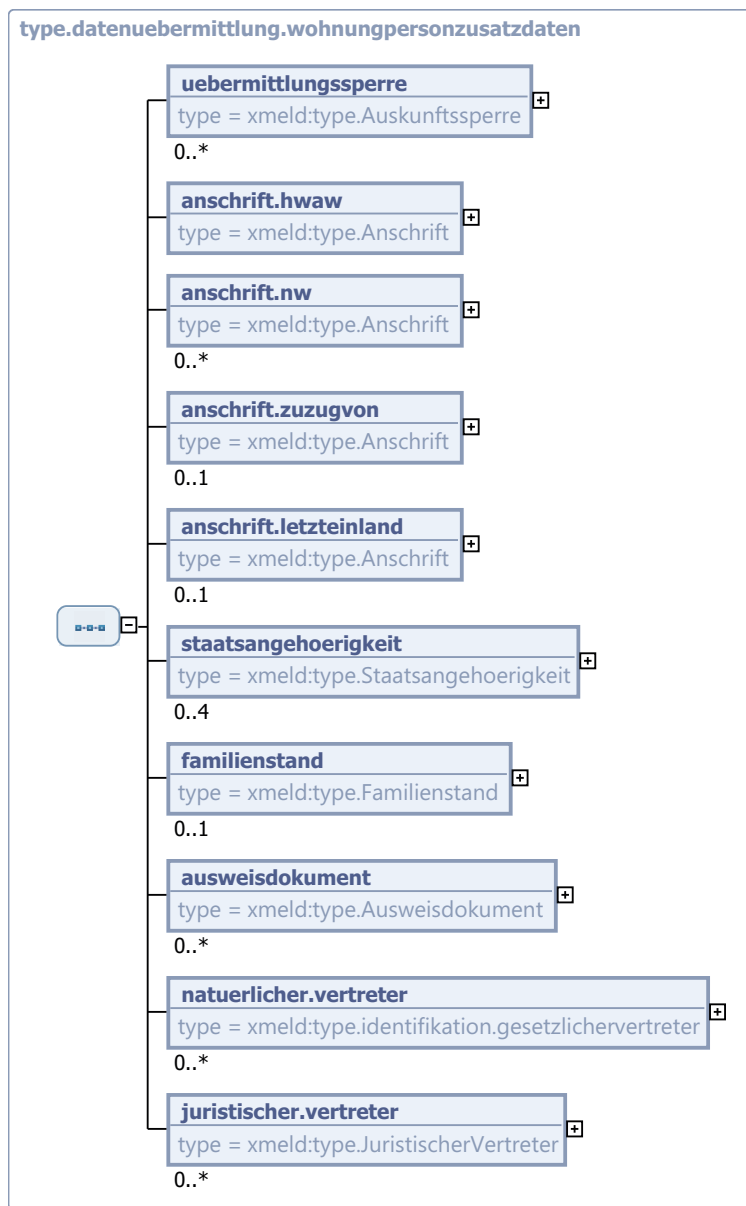 type.datenuebermittlung.wohnungpersonzusatzdaten
uebermittlungssperre
type = xmeld:type.Auskunftssperre
0..*
anschrift.hwaw
type = xmeld:type.Anschrift
anschrift.nw
type = xmeld:type.Anschrift
0..*
anschrift.zuzugvon
type = xmeld:type.Anschrift
0..1
anschrift.letzteinland
type = xmeld:type.Anschrift
0..1
staatsangehoerigkeit
type = xmeld:type.Staatsangehoerigkeit
0..4
familienstand
type = xmeld:type.Familienstand
0..1
ausweisdokument
type = xmeld:type.Ausweisdokument
0..*
natuerlicher.vertreter
type = xmeld:type.identifikation.gesetzlichervertreter
0..*
juristischer.vertreter
type = xmeld:type.JuristischerVertreter
0..*